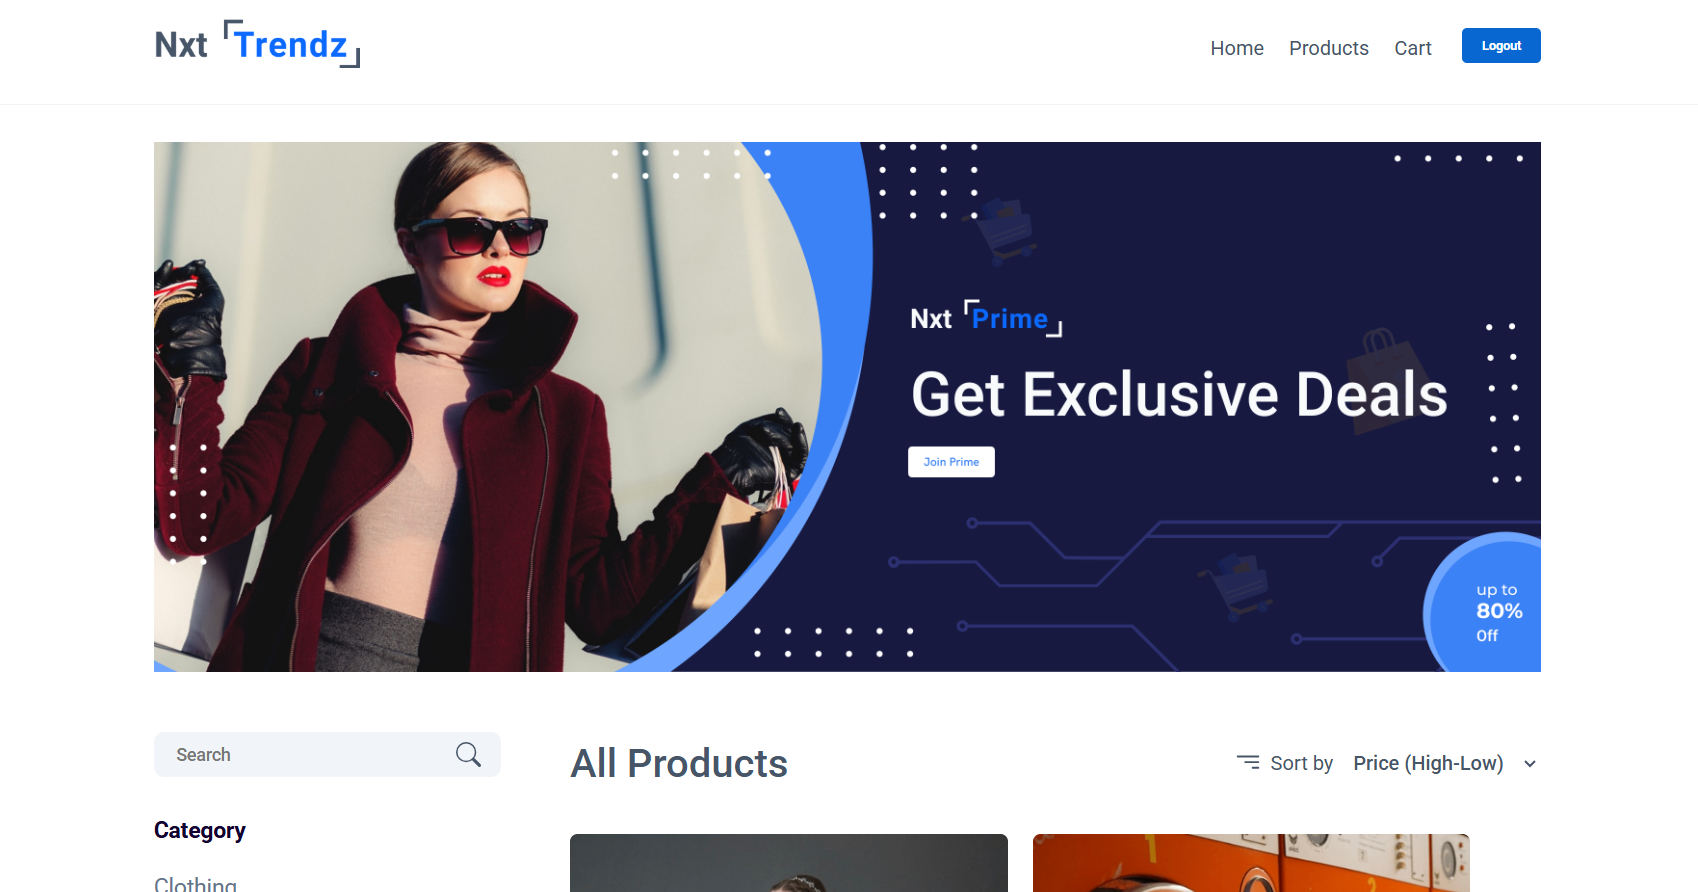 Nxt Trendz
Home Products Cart Logout
Nxt Prime
Get Exclusive Deals
Join Prime
up to
80%
Off
Search
All Products
Sort by Price (High-Low)
Category
Clothing